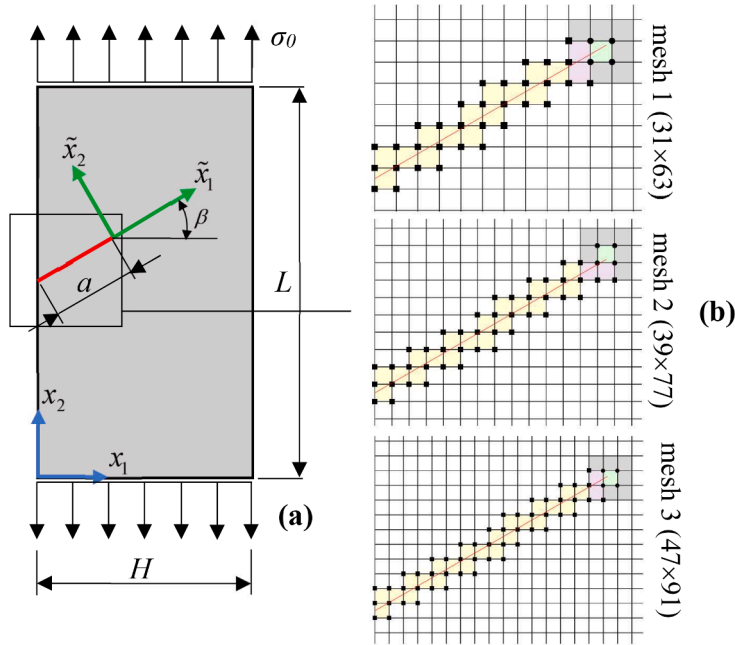 σ₀
x̃₂
x̃₁
β
a
L
x₂
x₁
(a)
H
mesh 1 (31×63)
mesh 2 (39×77)
(b)
mesh 3 (47×91)